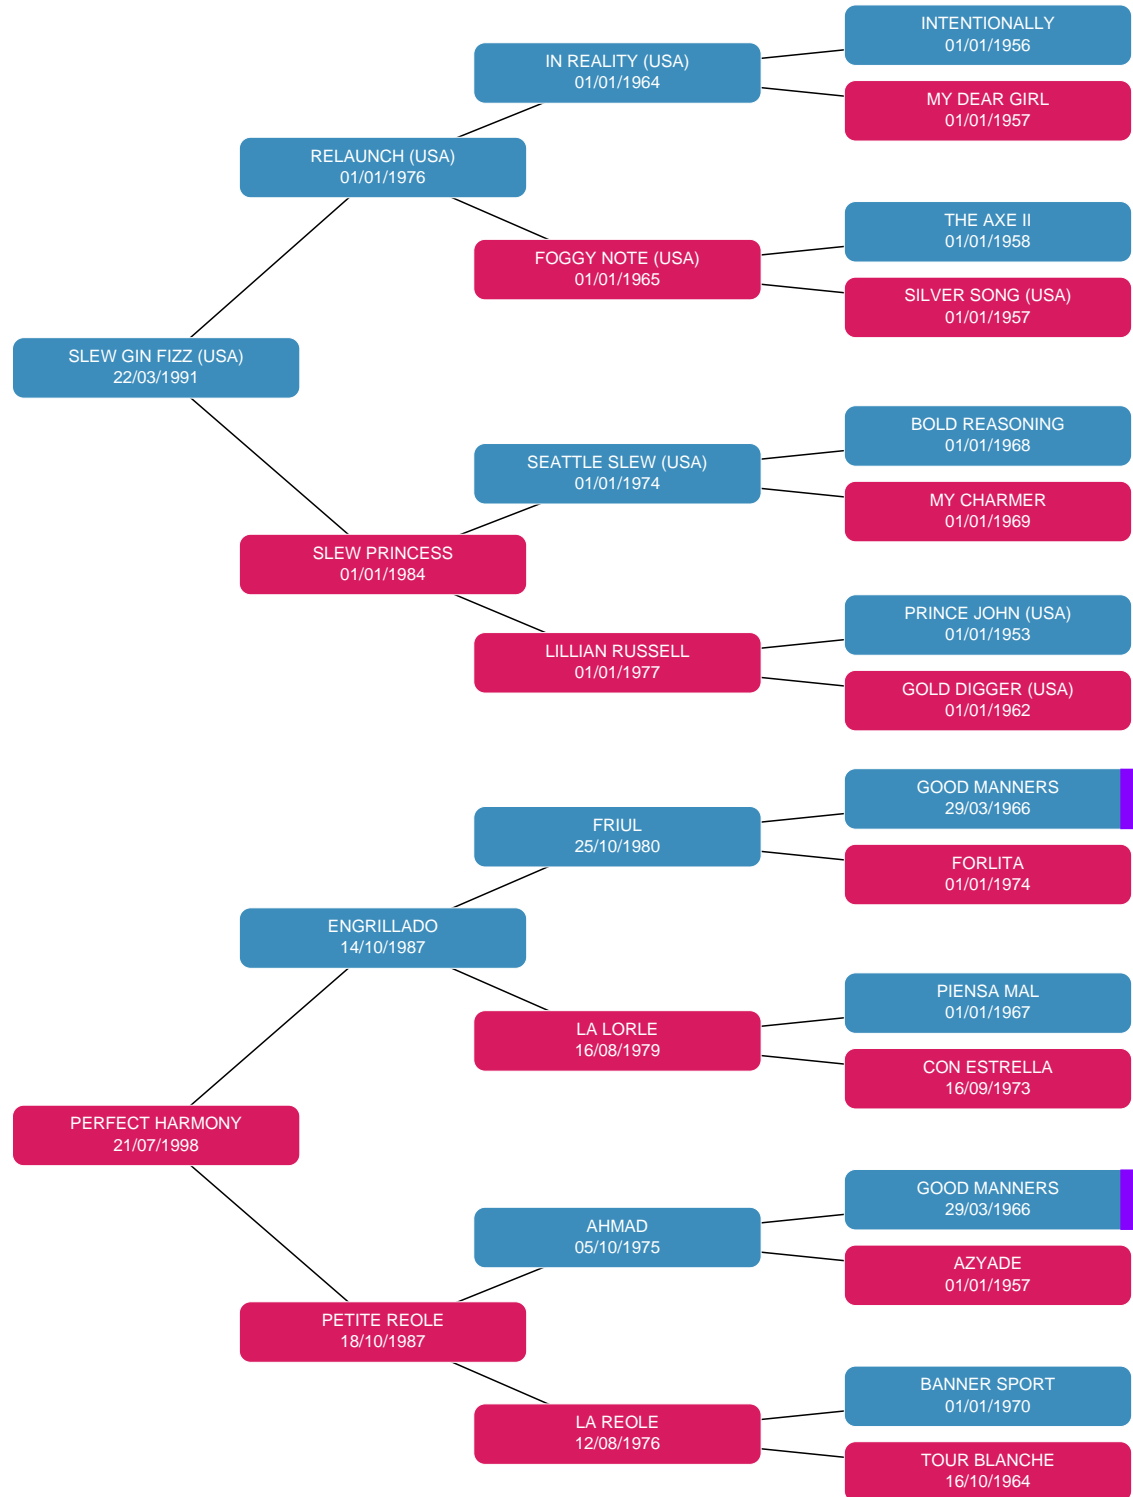 INTENTIONALLY
01/01/1956
IN REALITY (USA)
01/01/1964
MY DEAR GIRL
01/01/1957
RELAUNCH (USA)
01/01/1976
THE AXE II
01/01/1958
FOGGY NOTE (USA)
01/01/1965
SILVER SONG (USA)
01/01/1957
SLEW GIN FIZZ (USA)
22/03/1991
BOLD REASONING
01/01/1968
SEATTLE SLEW (USA)
01/01/1974
MY CHARMER
01/01/1969
SLEW PRINCESS
01/01/1984
PRINCE JOHN (USA)
01/01/1953
LILLIAN RUSSELL
01/01/1977
GOLD DIGGER (USA)
01/01/1962
GOOD MANNERS
29/03/1966
FRIUL
25/10/1980
FORLITA
01/01/1974
ENGRILLADO
14/10/1987
PIENSA MAL
01/01/1967
LA LORLE
16/08/1979
CON ESTRELLA
16/09/1973
PERFECT HARMONY
21/07/1998
GOOD MANNERS
29/03/1966
AHMAD
05/10/1975
AZYADE
01/01/1957
PETITE REOLE
18/10/1987
BANNER SPORT
01/01/1970
LA REOLE
12/08/1976
TOUR BLANCHE
16/10/1964